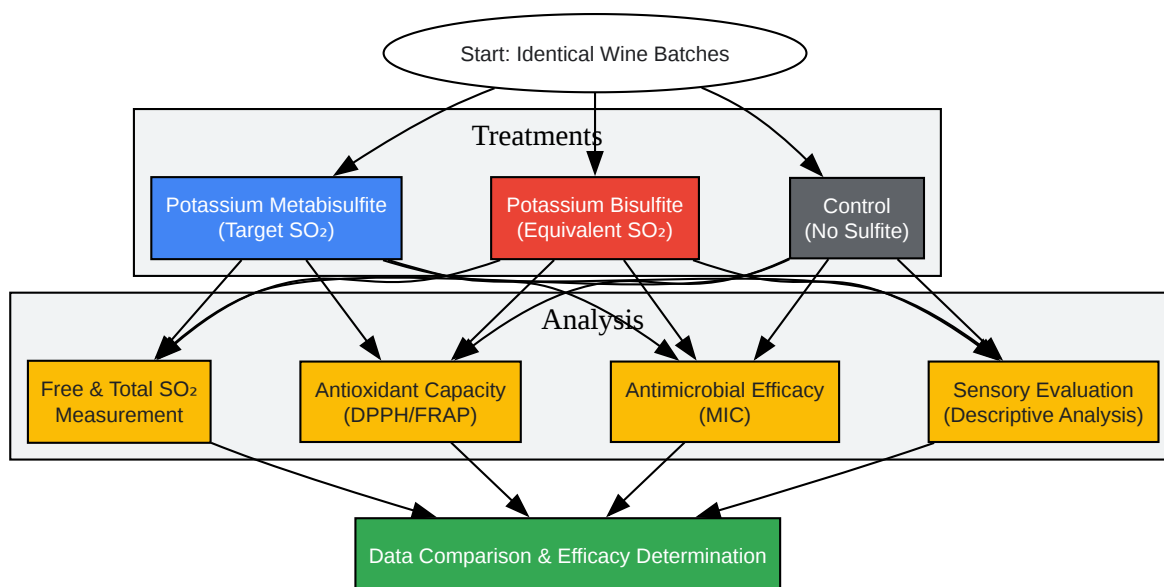 Start: Identical Wine Batches
Treatments
Potassium Metabisulfite
(Target SO₂)
Potassium Bisulfite
(Equivalent SO₂)
Control
(No Sulfite)
Analysis
Free & Total SO₂
Measurement
Antioxidant Capacity
(DPPH/FRAP)
Antimicrobial Efficacy
(MIC)
Sensory Evaluation
(Descriptive Analysis)
Data Comparison & Efficacy Determination